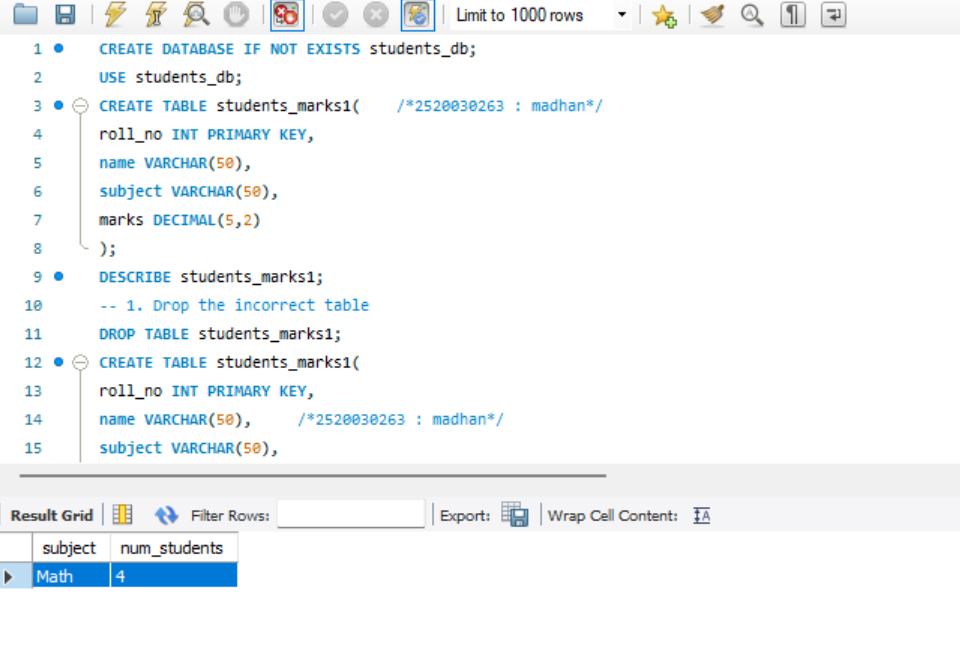 Limit to 1000 rows
1 CREATE DATABASE IF NOT EXISTS students_db;
2 USE students_db;
3 CREATE TABLE students_marks1( /*2520030263 : madhan*/
4 roll_no INT PRIMARY KEY,
5 name VARCHAR(50),
6 subject VARCHAR(50),
7 marks DECIMAL(5,2)
8 );
9 DESCRIBE students_marks1;
10 -- 1. Drop the incorrect table
11 DROP TABLE students_marks1;
12 CREATE TABLE students_marks1(
13 roll_no INT PRIMARY KEY,
14 name VARCHAR(50), /*2520030263 : madhan*/
15 subject VARCHAR(50),
Result Grid Filter Rows: Export: Wrap Cell Content: IA
subject num_students
Math 4